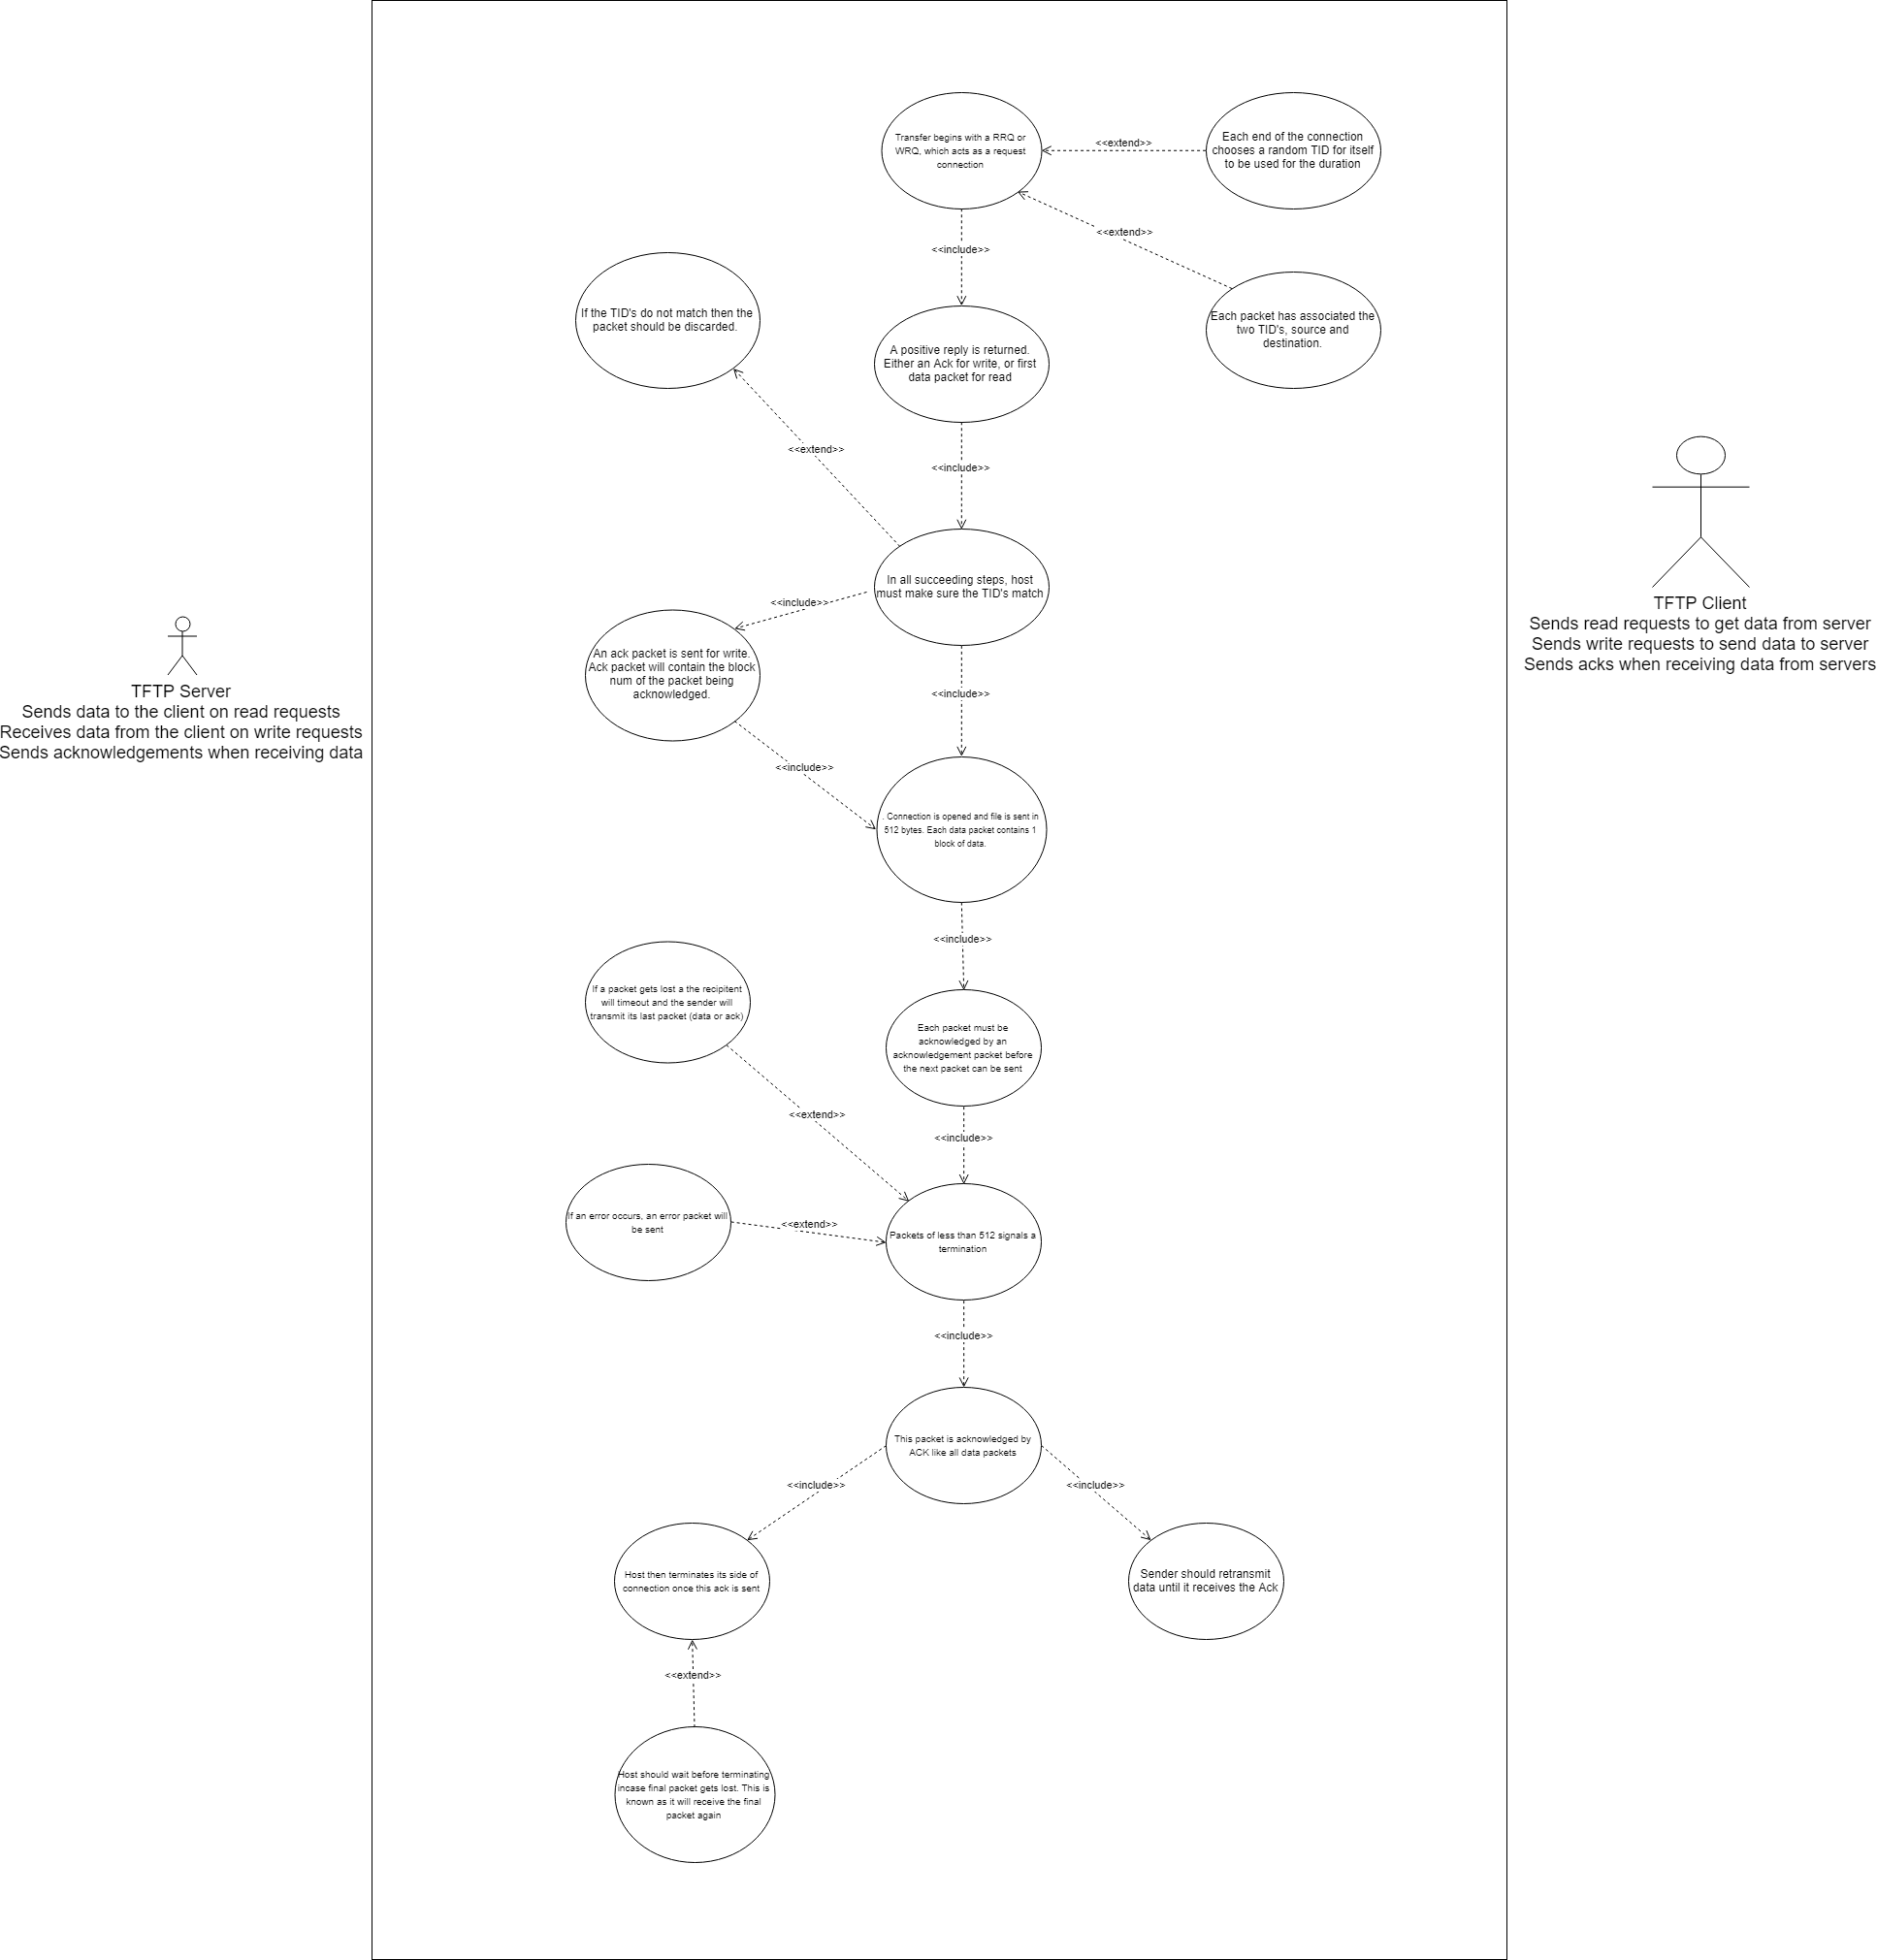 Transfer begins with a RRQ or
WRQ, which acts as a request
connection
<<extend>>
Each end of the connection
chooses a random TID for itself
to be used for the duration
<<extend>>
<<include>>
Each packet has associated the
two TID's, source and
destination.
If the TID's do not match then the
packet should be discarded.
A positive reply is returned.
Either an Ack for write, or first
data packet for read
<<extend>>
<<include>>
In all succeeding steps, host
must make sure the TID's match
<<include>>
An ack packet is sent for write.
Ack packet will contain the block
num of the packet being
acknowledged.
<<include>>
<<include>>
TFTP Server
Sends data to the client on read requests
Receives data from the client on write requests
Sends acknowledgements when receiving data
TFTP Client
Sends read requests to get data from server
Sends write requests to send data to server
Sends acks when receiving data from servers
. Connection is opened and file is sent in
512 bytes. Each data packet contains 1
block of data.
<<include>>
If a packet gets lost a the recipitent
will timeout and the sender will
transmit its last packet (data or ack)
Each packet must be
acknowledged by an
acknowledgement packet before
the next packet can be sent
<<extend>>
<<include>>
If an error occurs, an error packet will
be sent
<<extend>>
Packets of less than 512 signals a
termination
<<include>>
This packet is acknowledged by
ACK like all data packets
<<include>>
<<include>>
Host then terminates its side of
connection once this ack is sent
Sender should retransmit
data until it receives the Ack
<<extend>>
Host should wait before terminating
incase final packet gets lost. This is
known as it will receive the final
packet again